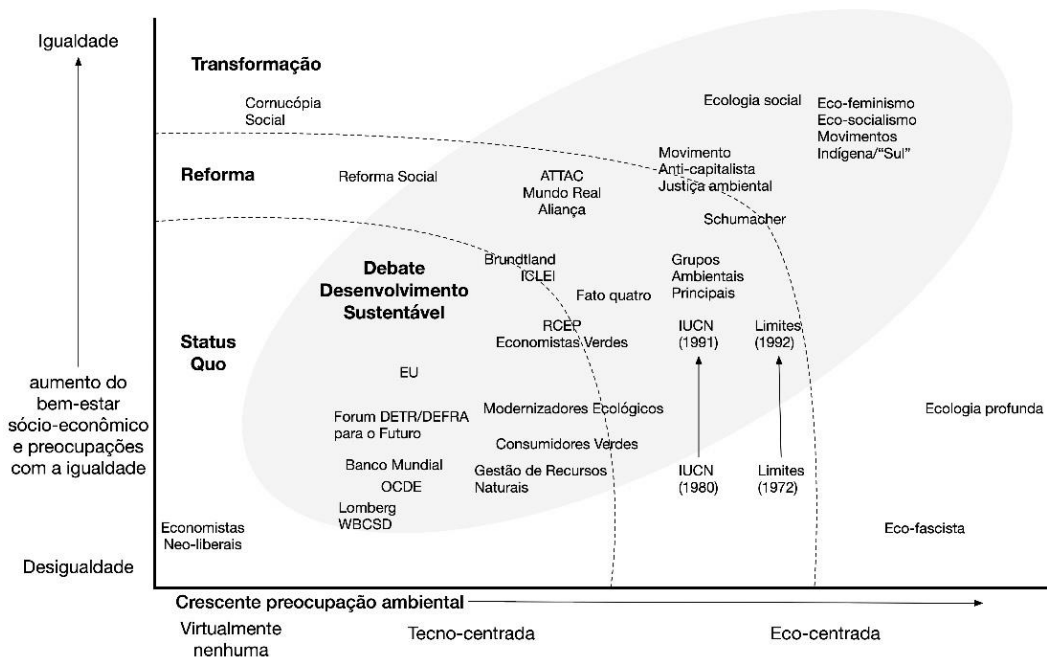 Igualdade
aumento do
bem-estar
sócio-econômico
e preocupações
com a igualdade
Desigualdade
Transformação
Cornucópia
Social
Ecologia social
Eco-feminismo
Eco-socialismo
Movimentos
Indígena/“Sul”
Reforma
Reforma Social
ATTAC
Mundo Real
Aliança
Movimento
Anti-capitalista
Justiça ambiental
Schumacher
Debate
Desenvolvimento
Sustentável
Brundtland
ICLEI
Fato quatro
Grupos
Ambientais
Principais
Status
Quo
RCEP
Economistas Verdes
IUCN
(1991)
Limites
(1992)
EU
Forum DETR/DEFRA
para o Futuro
Modernizadores Ecológicos
Ecologia profunda
Consumidores Verdes
Banco Mundial
OCDE
Gestão de Recursos
Naturais
IUCN
(1980)
Limites
(1972)
Lomberg
WBCSD
Economistas
Neo-liberais
Eco-fascista
Crescente preocupação ambiental
Virtualmente
nenhuma
Tecno-centrada
Eco-centrada